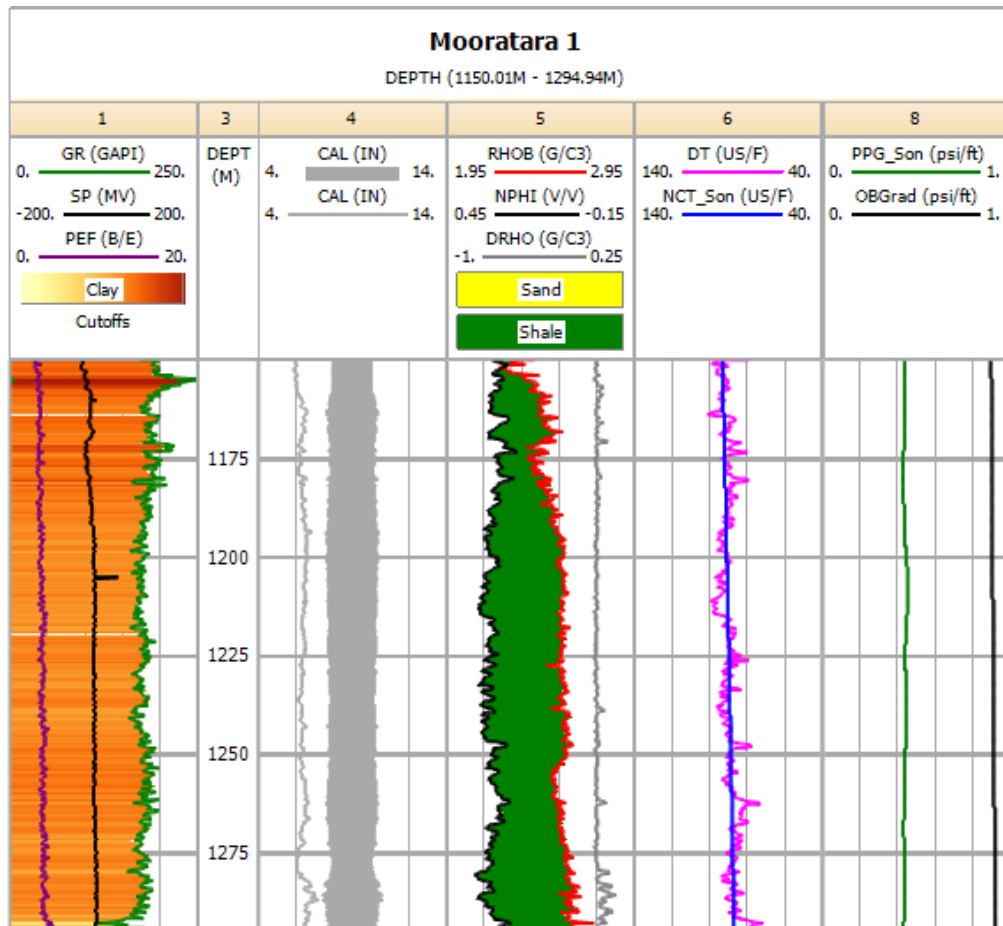 Mooratara 1
DEPTH (1150.01M - 1294.94M)
1 3 4 5 6 8
GR (GAPI)
0. 250.
SP (MV)
-200. 200.
PEF (B/E)
0. 20.
Clay
Cutoffs
DEPT
(M)
CAL (IN)
4. 14.
CAL (IN)
4. 14.
RHOB (G/C3)
1.95 2.95
NPHI (V/V)
0.45 -0.15
DRHO (G/C3)
-1. 0.25
Sand
Shale
DT (US/F)
140. 40.
NCT_Son (US/F)
140. 40.
PPG_Son (psi/ft)
0. 1.
OBGrad (psi/ft)
0. 1.
1175
1200
1225
1250
1275